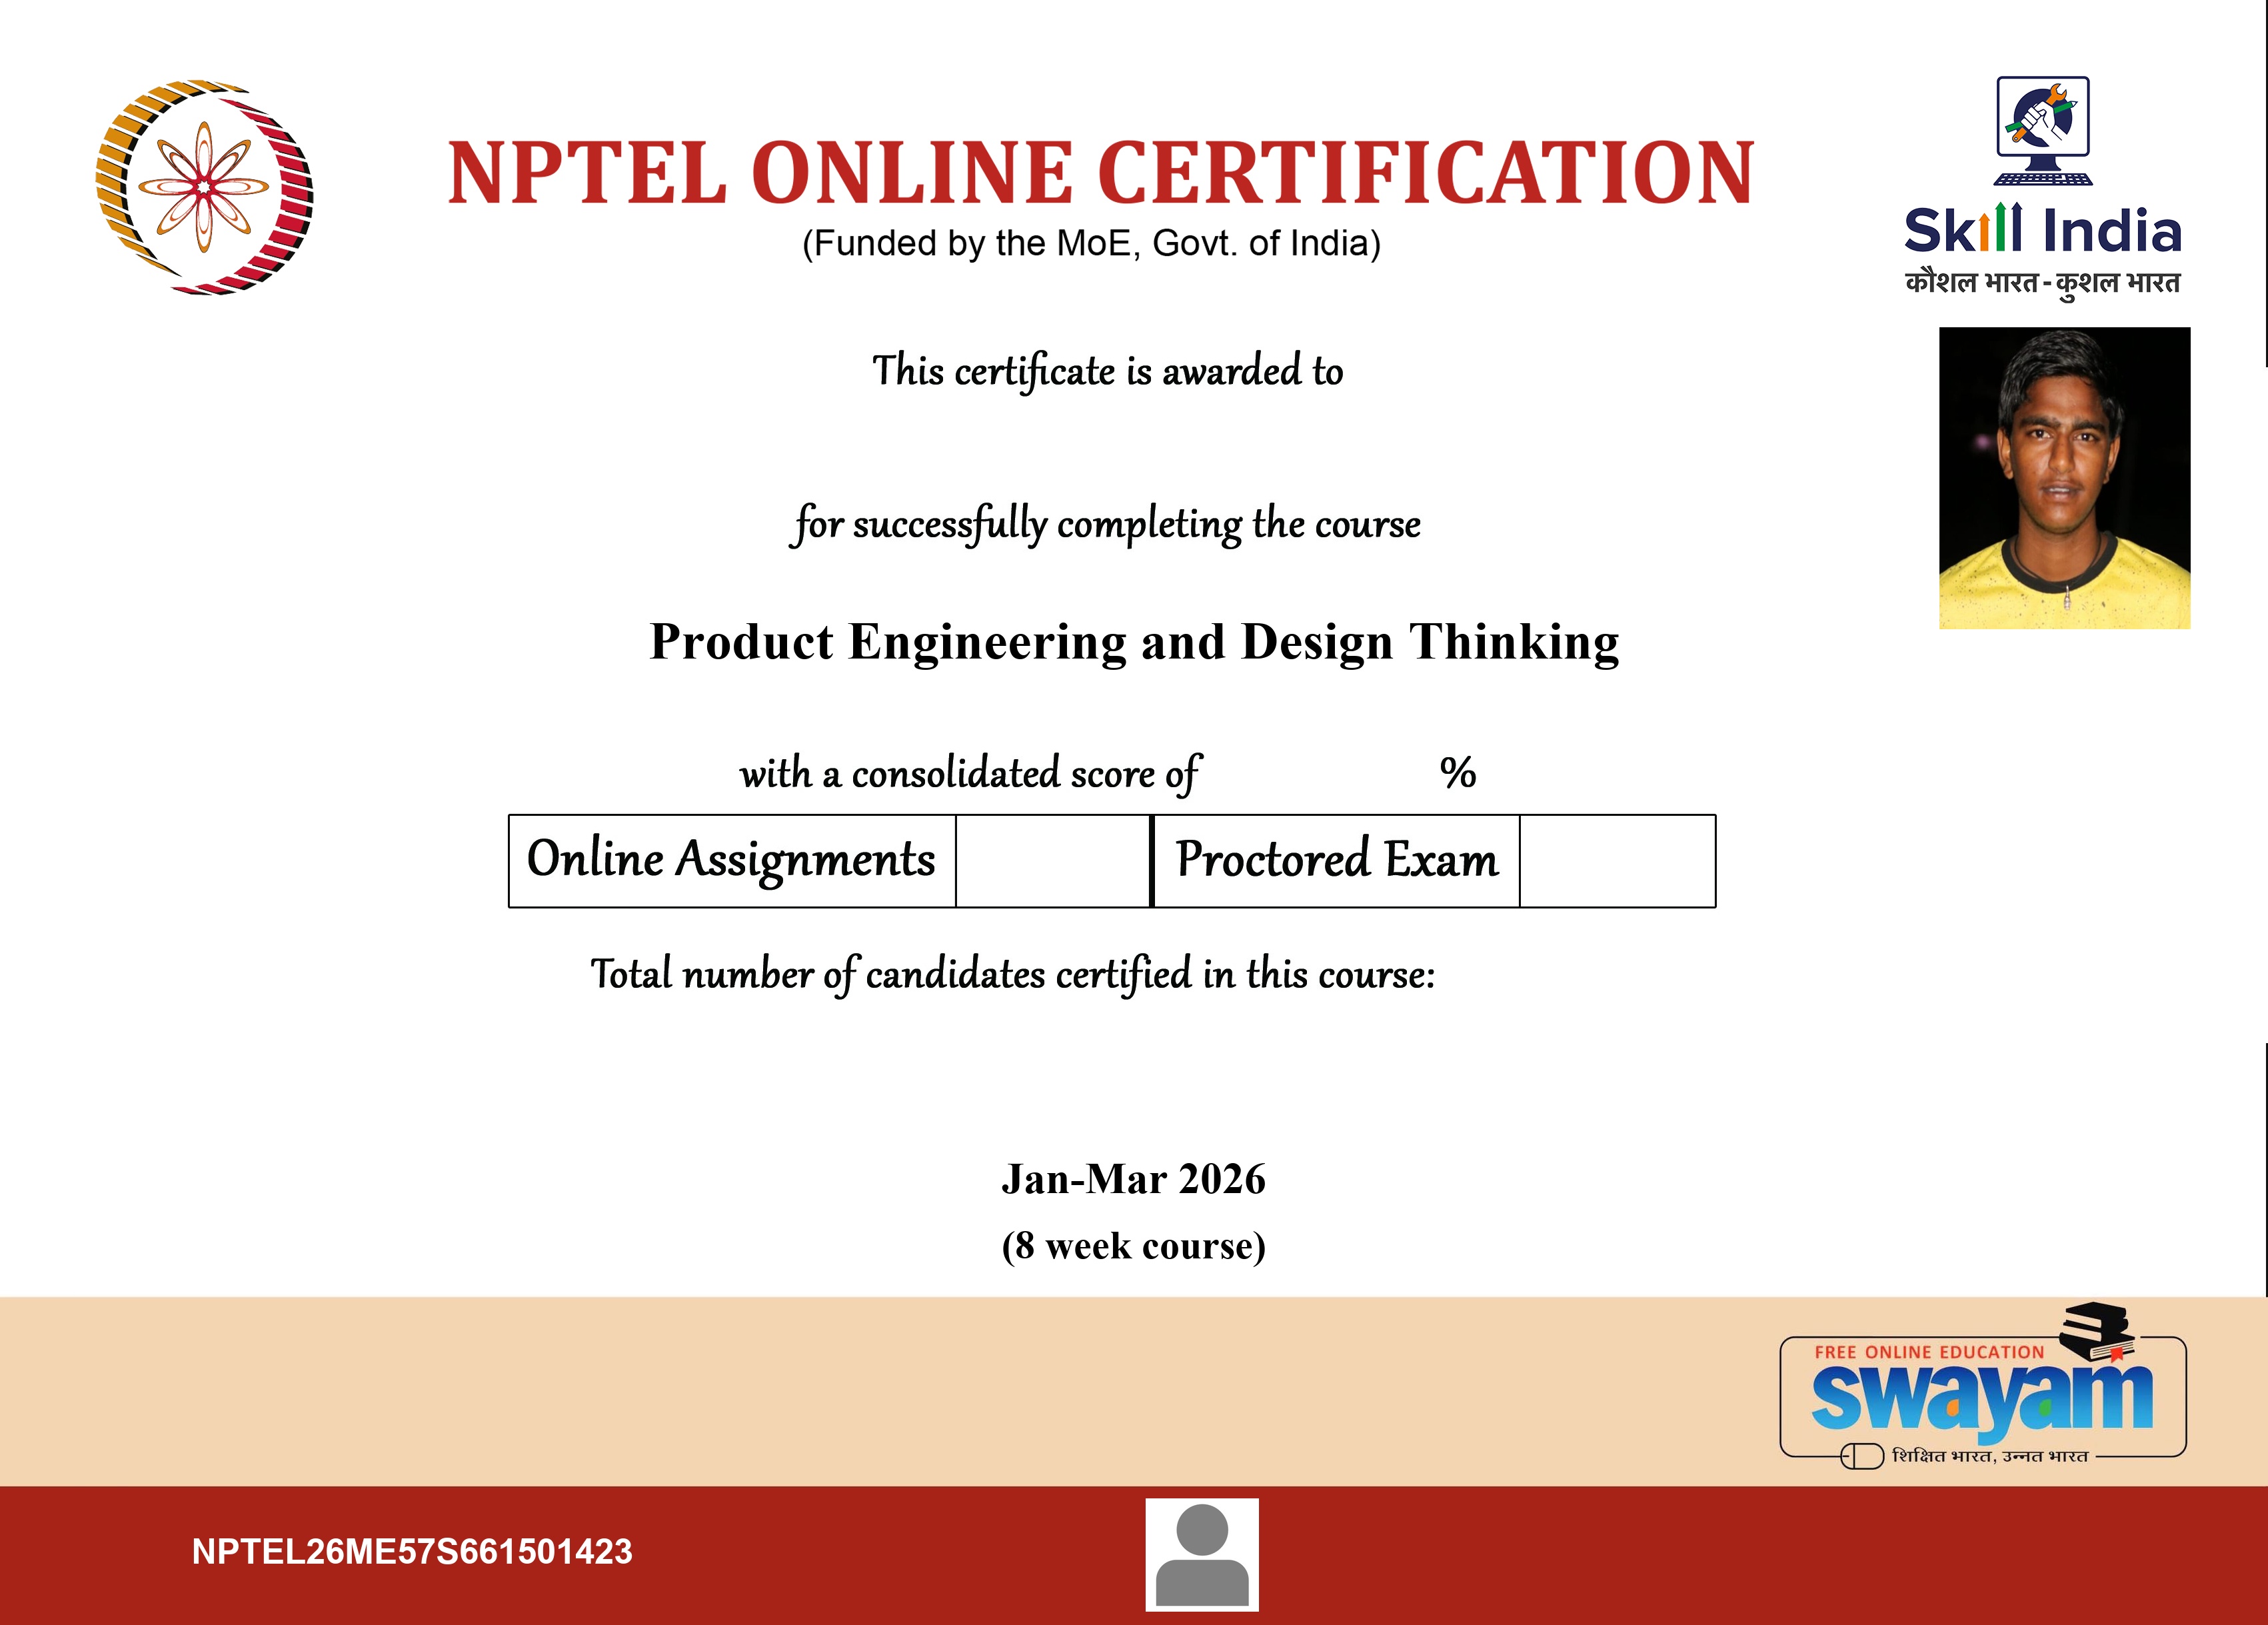 NPTEL ONLINE CERTIFICATION
(Funded by the MoE, Govt. of India)
Skill India
कौशल भारत - कुशल भारत
This certificate is awarded to
for successfully completing the course
Product Engineering and Design Thinking
with a consolidated score of %
Online Assignments Proctored Exam
Total number of candidates certified in this course:
Jan-Mar 2026
(8 week course)
FREE ONLINE EDUCATION
swayam
शिक्षित भारत, उन्नत भारत
NPTEL26ME57S661501423